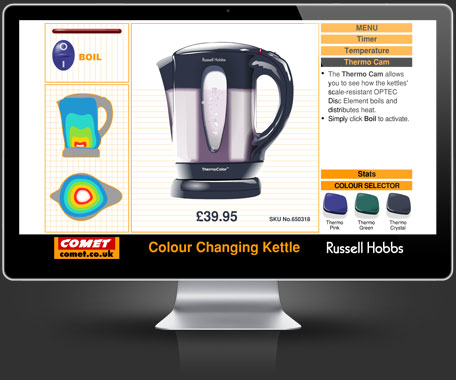 BOIL
Russell Hobbs
ThermoColor™
£39.95
SKU No.650318
MENU
Timer
Temperature
Thermo Cam
• The Thermo Cam allows
you to see how the kettles'
scale-resistant OPTEC
Disc Element boils and
distributes heat.
• Simply click Boil to activate.
Stats
COLOUR SELECTOR
Thermo Pink
Thermo Green
Thermo Crystal
COMET
comet.co.uk
Colour Changing Kettle
Russell Hobbs